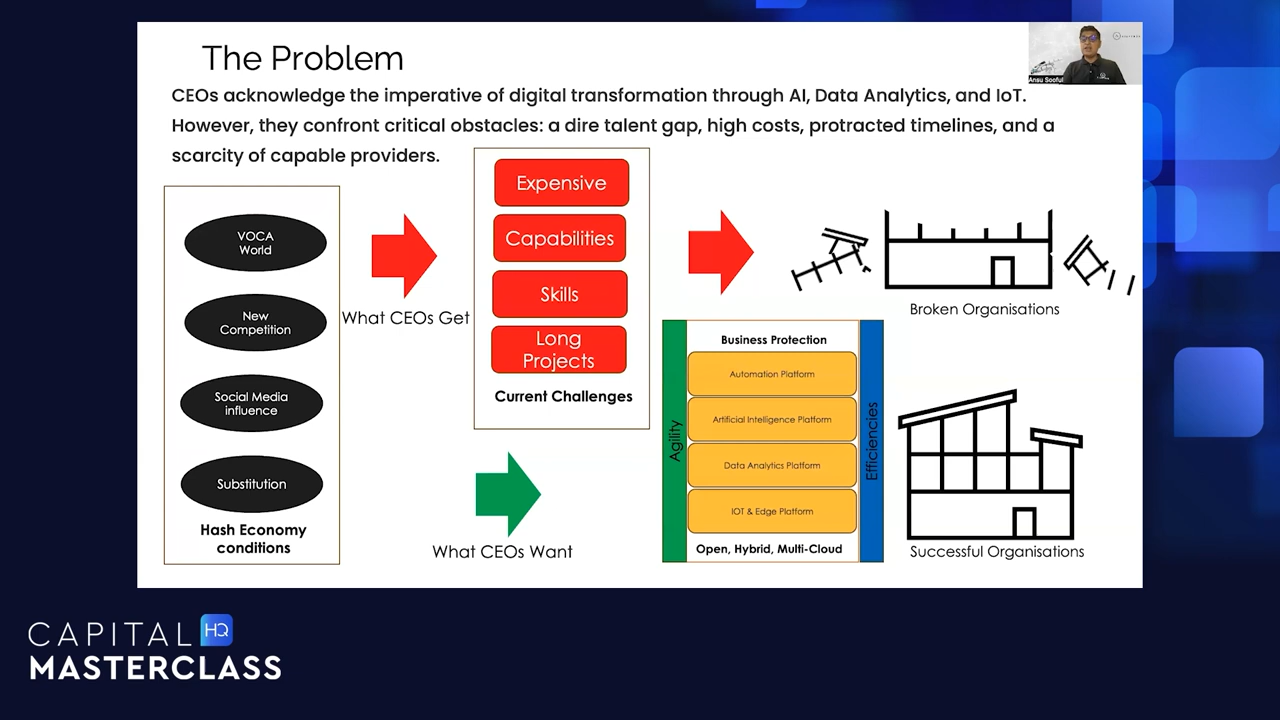 The Problem
CEOs acknowledge the imperative of digital transformation through AI, Data Analytics, and IoT.
However, they confront critical obstacles: a dire talent gap, high costs, protracted timelines, and a
scarcity of capable providers.
Ansu Sooful
VOCA
World
New
Competition
Social Media
influence
Substitution
Hash Economy
conditions
What CEOs Get
Expensive
Capabilities
Skills
Long
Projects
Current Challenges
Broken Organisations
What CEOs Want
Agility
Business Protection
Automation Platform
Artificial Intelligence Platform
Data Analytics Platform
IOT & Edge Platform
Open, Hybrid, Multi-Cloud
Efficiencies
Successful Organisations
CAPITAL HQ
MASTERCLASS